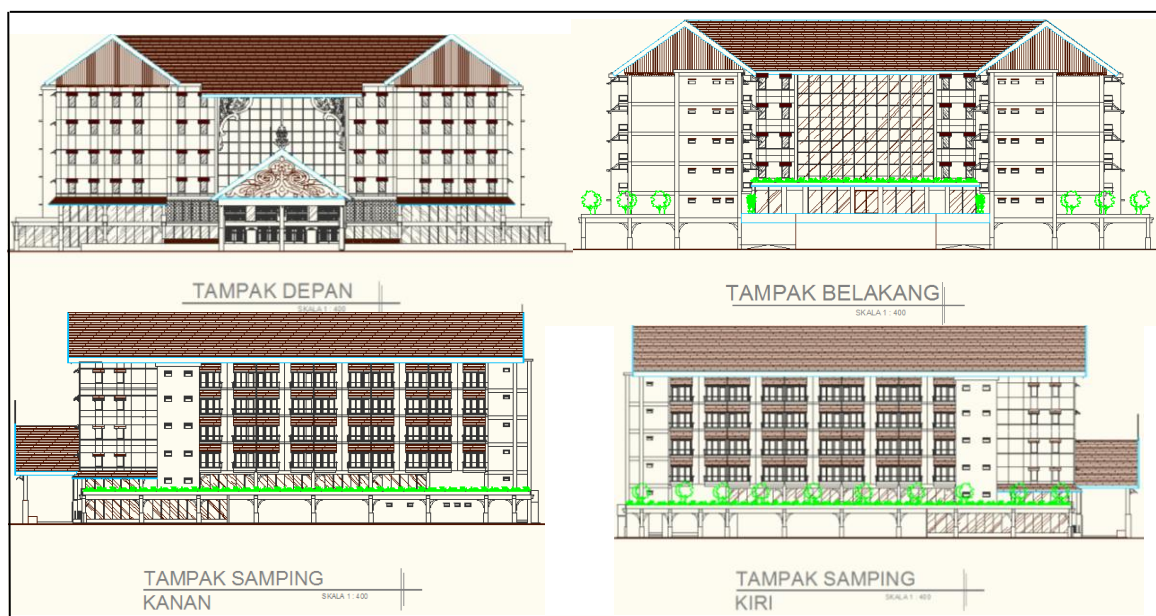 TAMPAK DEPAN
SKALA 1 : 400
TAMPAK BELAKANG
SKALA 1 : 400
TAMPAK SAMPING
KANAN
SKALA 1 : 400
TAMPAK SAMPING
KIRI
SKALA 1 : 400